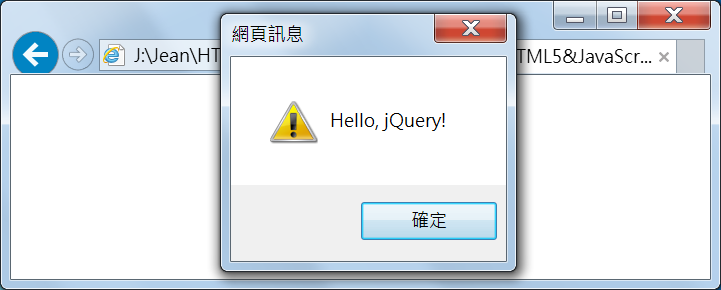 網頁訊息
J:\Jean\HT
TML5&JavaScr...
Hello, jQuery!
確定